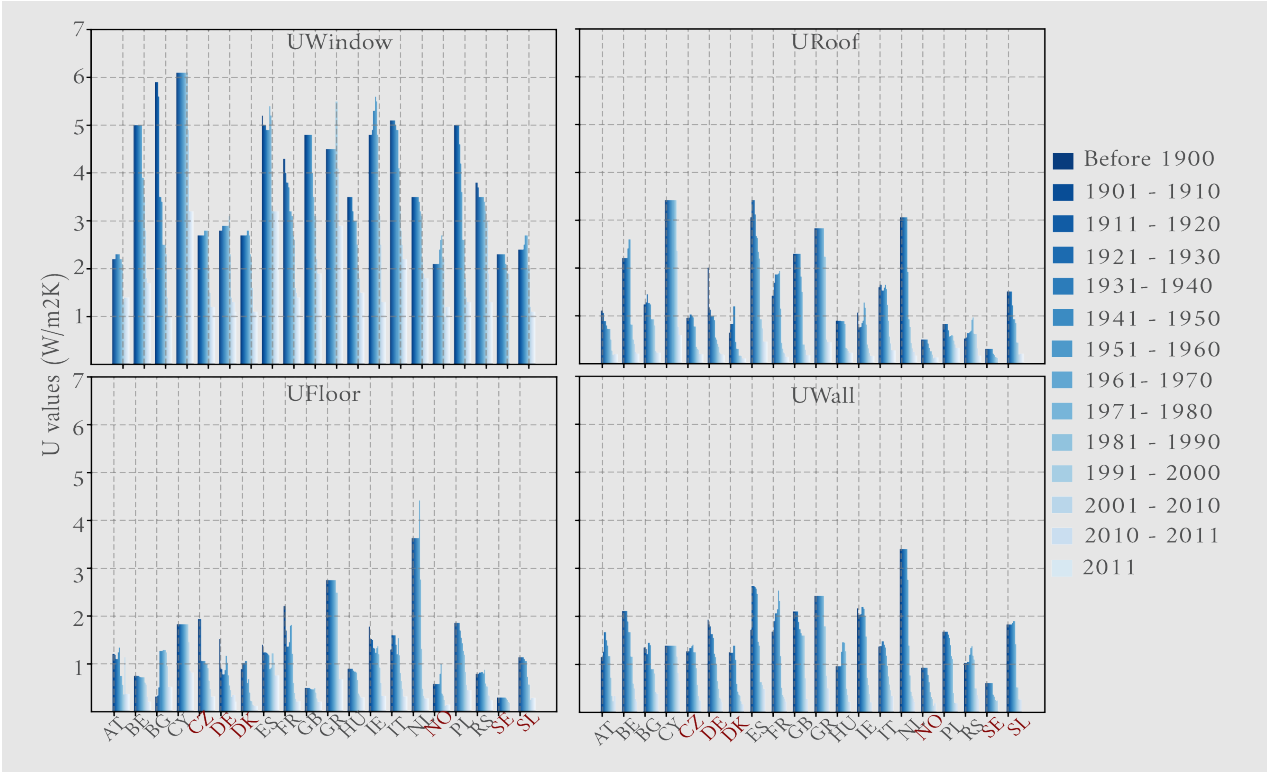 7
UWindow
URoof
6
5
4
3
2
1
U values (W/m2K)
7
UFloor
UWall
6
5
4
3
2
1
AT BE BG CY CZ DE DK ES FR GB GR HU IE IT NL NO PL RS SE SL
AT BE BG CY CZ DE DK ES FR GB GR HU IE IT NL NO PL RS SE SL
Before 1900
1901 - 1910
1911 - 1920
1921 - 1930
1931- 1940
1941 - 1950
1951 - 1960
1961- 1970
1971- 1980
1981 - 1990
1991 - 2000
2001 - 2010
2010 - 2011
2011